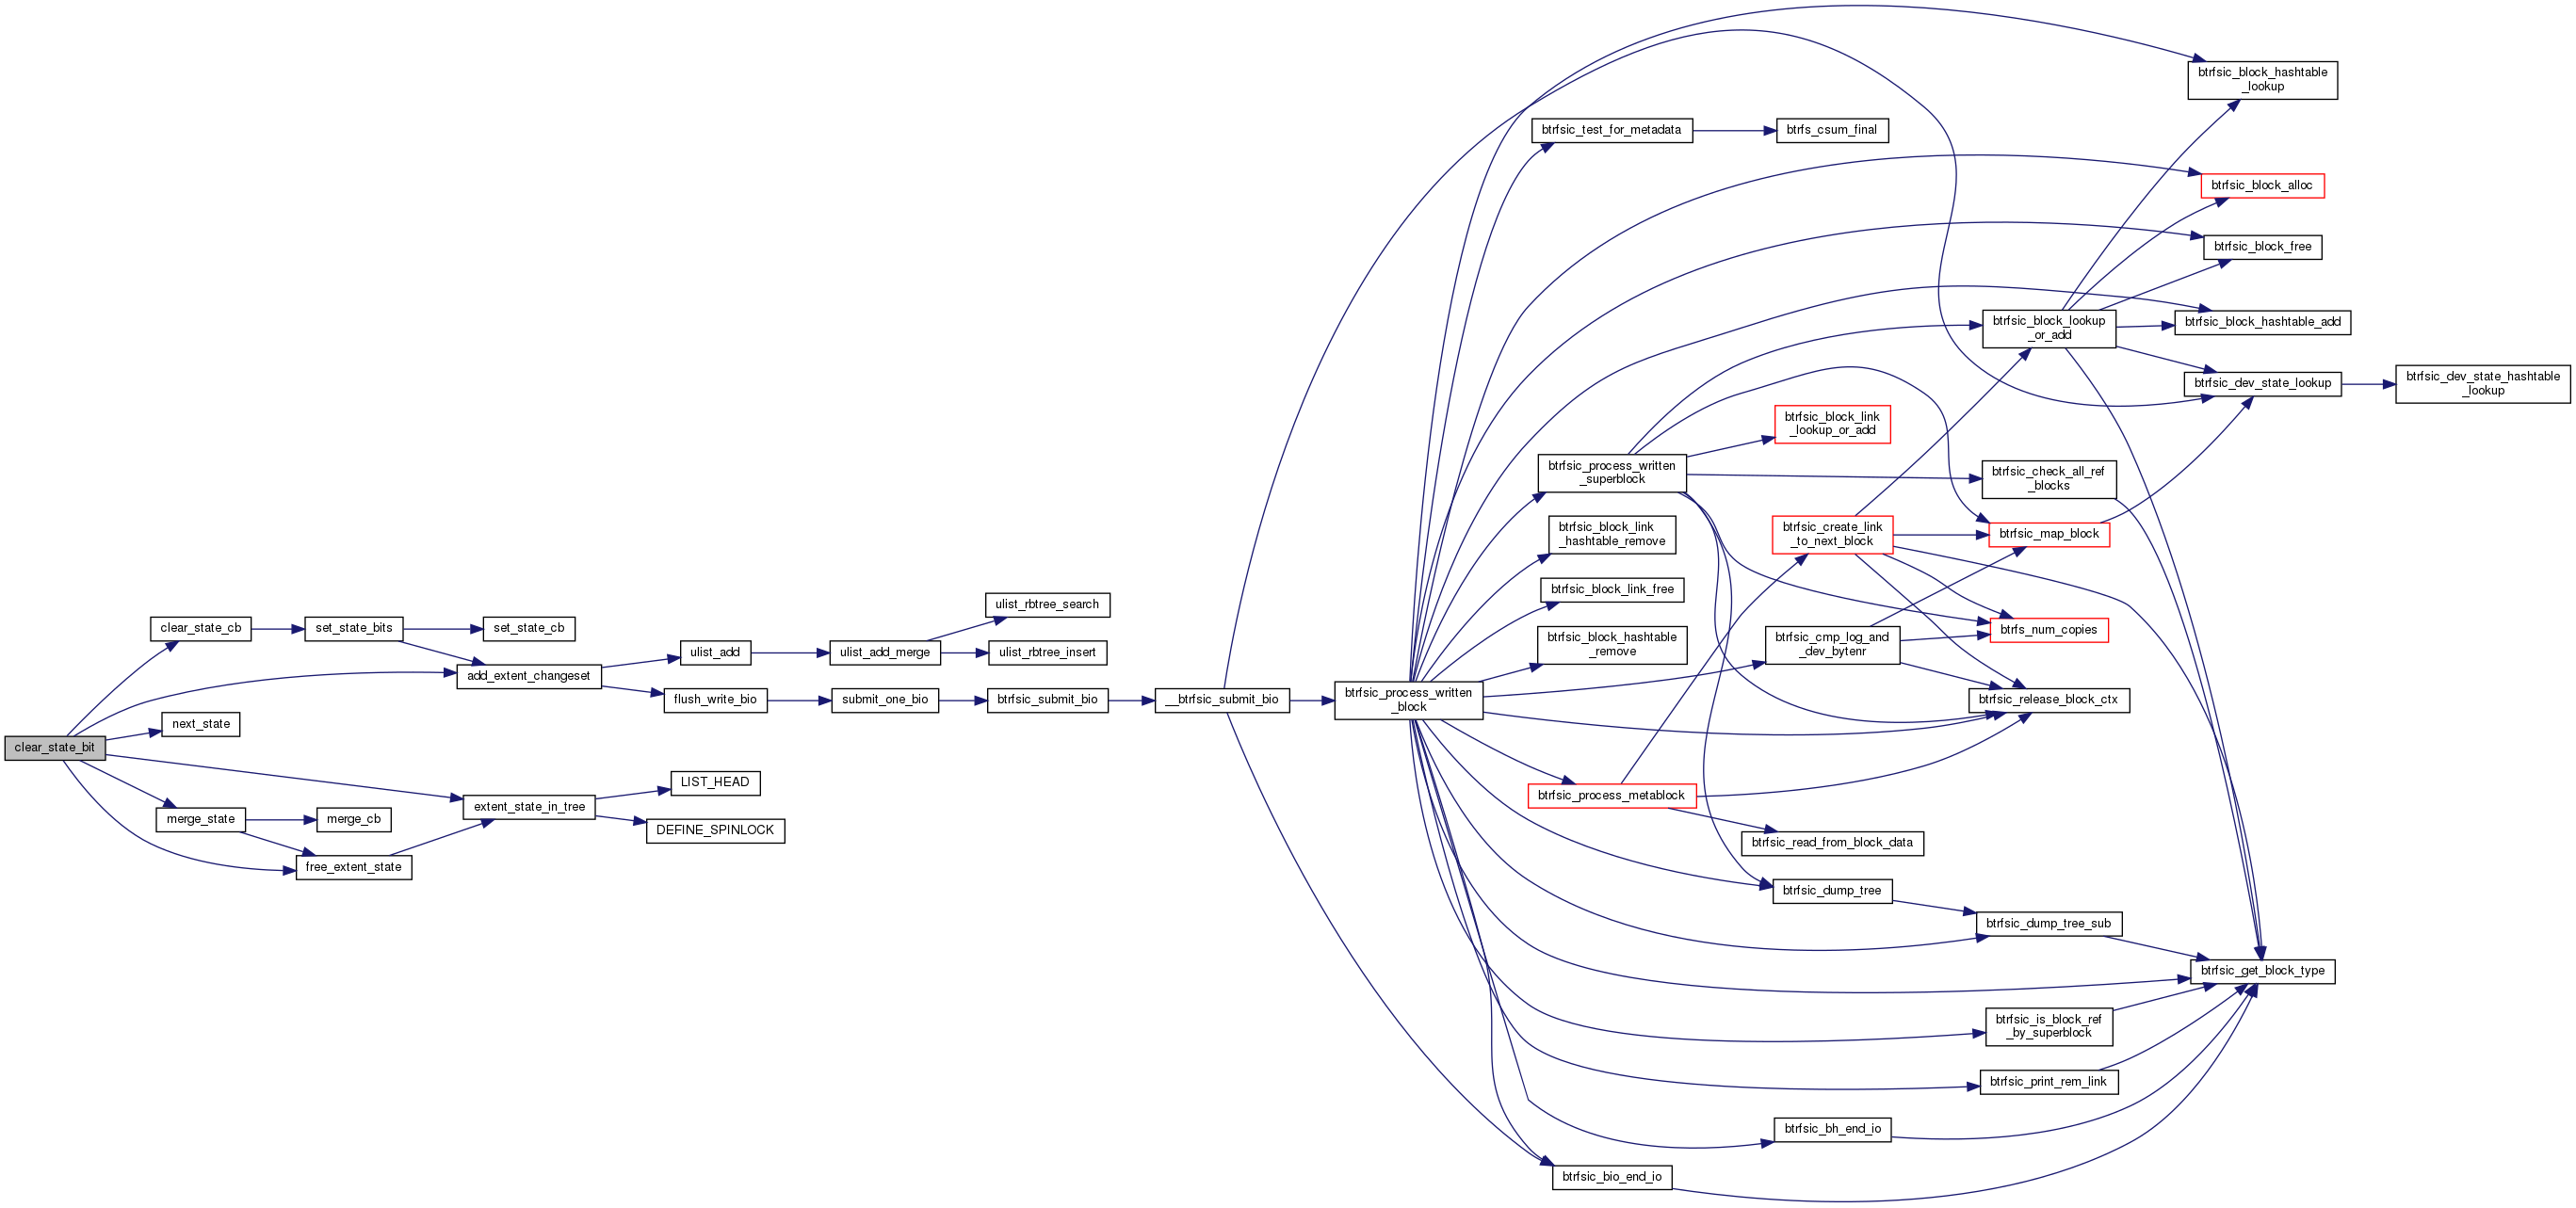 clear_state_bit
clear_state_cb
next_state
merge_state
set_state_bits
merge_cb
free_extent_state
set_state_cb
add_extent_changeset
extent_state_in_tree
ulist_add
flush_write_bio
LIST_HEAD
DEFINE_SPINLOCK
ulist_add_merge
submit_one_bio
ulist_rbtree_search
ulist_rbtree_insert
btrfsic_submit_bio
__btrfsic_submit_bio
btrfsic_process_written
_block
btrfsic_test_for_metadata
btrfsic_process_written
_superblock
btrfsic_block_link
_hashtable_remove
btrfsic_block_link_free
btrfsic_block_hashtable
_remove
btrfsic_process_metablock
btrfsic_bio_end_io
btrfs_csum_final
btrfsic_block_link
_lookup_or_add
btrfsic_create_link
_to_next_block
btrfsic_cmp_log_and
_dev_bytenr
btrfsic_read_from_block_data
btrfsic_dump_tree
btrfsic_bh_end_io
btrfsic_block_lookup
_or_add
btrfsic_check_all_ref
_blocks
btrfsic_map_block
btrfs_num_copies
btrfsic_release_block_ctx
btrfsic_dump_tree_sub
btrfsic_is_block_ref
_by_superblock
btrfsic_print_rem_link
btrfsic_block_hashtable
_lookup
btrfsic_block_alloc
btrfsic_block_free
btrfsic_block_hashtable_add
btrfsic_dev_state_lookup
btrfsic_get_block_type
btrfsic_dev_state_hashtable
_lookup